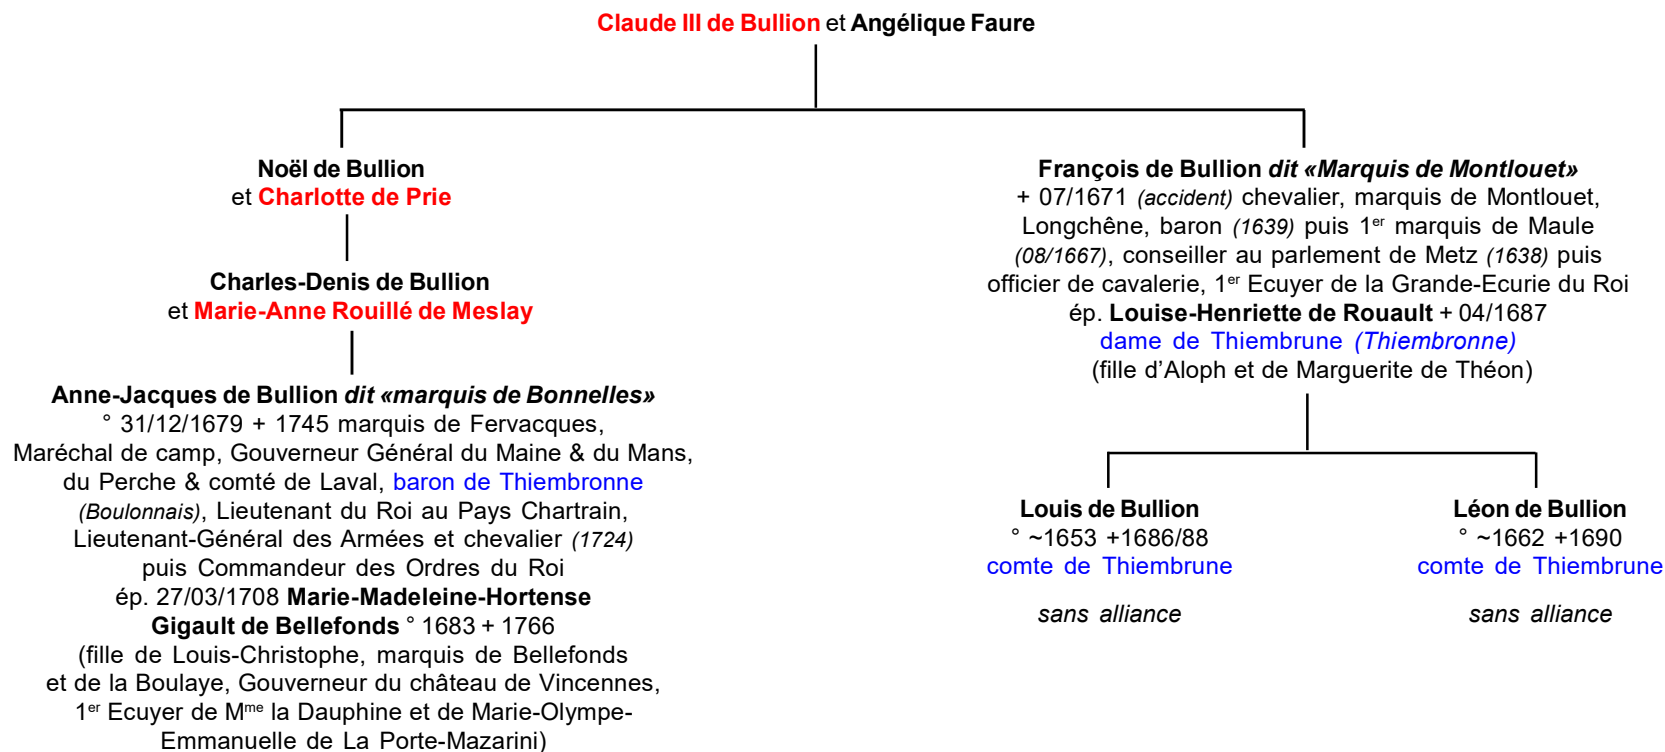 Claude III de Bullion et Angélique Faure
Noël de Bullion
et Charlotte de Prie
Charles-Denis de Bullion
et Marie-Anne Rouillé de Meslay
Anne-Jacques de Bullion dit «marquis de Bonnelles»
° 31/12/1679 + 1745 marquis de Fervacques,
Maréchal de camp, Gouverneur Général du Maine & du Mans,
du Perche & comté de Laval, baron de Thiembronne
(Boulonnais), Lieutenant du Roi au Pays Chartrain,
Lieutenant-Général des Armées et chevalier (1724)
puis Commandeur des Ordres du Roi
ép. 27/03/1708 Marie-Madeleine-Hortense
Gigault de Bellefonds ° 1683 + 1766
(fille de Louis-Christophe, marquis de Bellefonds
et de la Boulaye, Gouverneur du château de Vincennes,
1er Ecuyer de Mme la Dauphine et de Marie-Olympe-
Emmanuelle de La Porte-Mazarini)
François de Bullion dit «Marquis de Montlouet»
+ 07/1671 (accident) chevalier, marquis de Montlouet,
Longchêne, baron (1639) puis 1er marquis de Maule
(08/1667), conseiller au parlement de Metz (1638) puis
officier de cavalerie, 1er Ecuyer de la Grande-Ecurie du Roi
ép. Louise-Henriette de Rouault + 04/1687
dame de Thiembrune (Thiembronne)
(fille d'Aloph et de Marguerite de Théon)
Louis de Bullion
° ~1653 +1686/88
comte de Thiembrune
sans alliance
Léon de Bullion
° ~1662 +1690
comte de Thiembrune
sans alliance